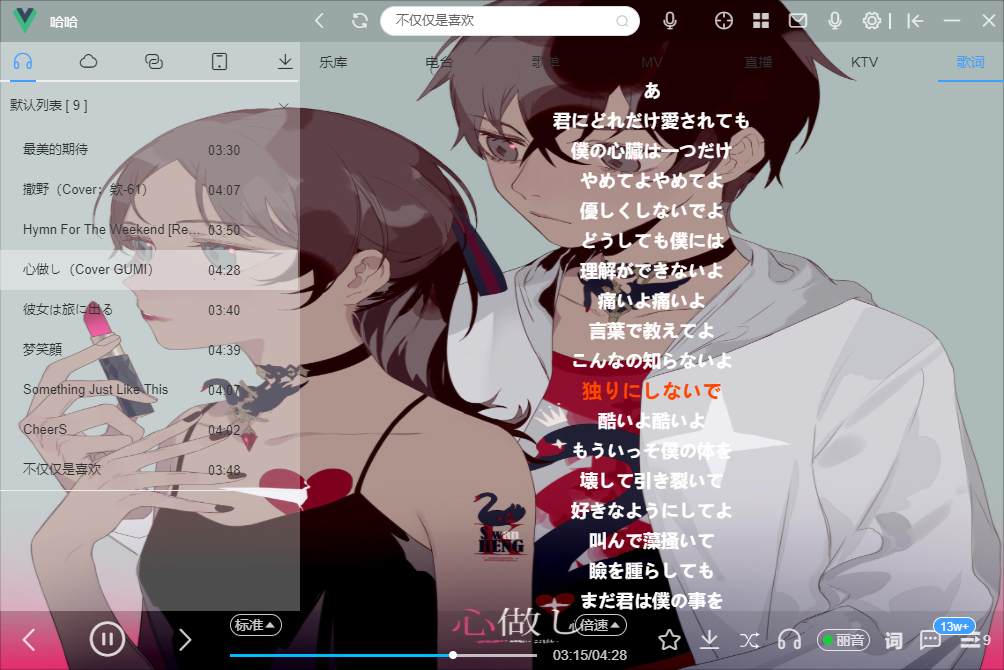 哈哈
不仅仅是喜欢
乐库 电台 歌单 MV 直播 KTV 歌词
默认列表 [ 9 ]
最美的期待 03:30
撒野（Cover：欸-61） 04:07
Hymn For The Weekend [Re... 03:50
心做し（Cover GUMI） 04:28
彼女は旅に出る 03:40
梦笑顔 04:39
Something Just Like This 04:07
CheerS 04:02
不仅仅是喜欢 03:48
あ
君にどれだけ愛されても
僕の心臓は一つだけ
やめてよやめてよ
優しくしないでよ
どうしても僕には
理解ができないよ
痛いよ痛いよ
言葉で教えてよ
こんなの知らないよ
独りにしないで
酷いよ酷いよ
もういっそ僕の体を
壊して引き裂いて
好きなようにしてよ
叫んで藻掻いて
瞼を腫らしても
まだ君は僕の事を
Swan
HENG
心做し
标准
倍速
03:15/04:28
丽音
词
13w+
9